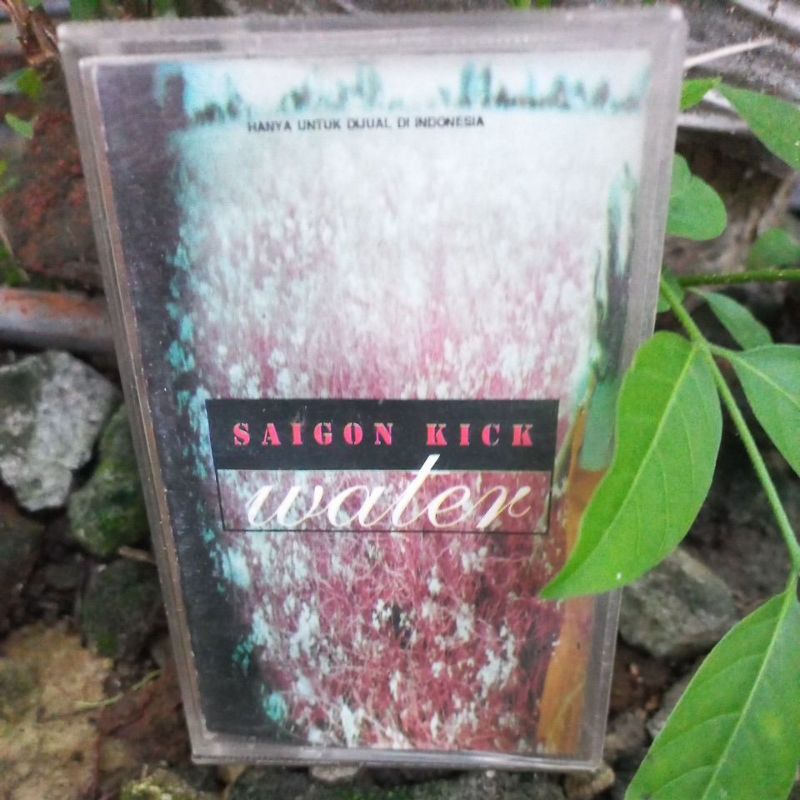 HANYA UNTUK DIJUAL DI INDONESIA
SAIGON KICK
water